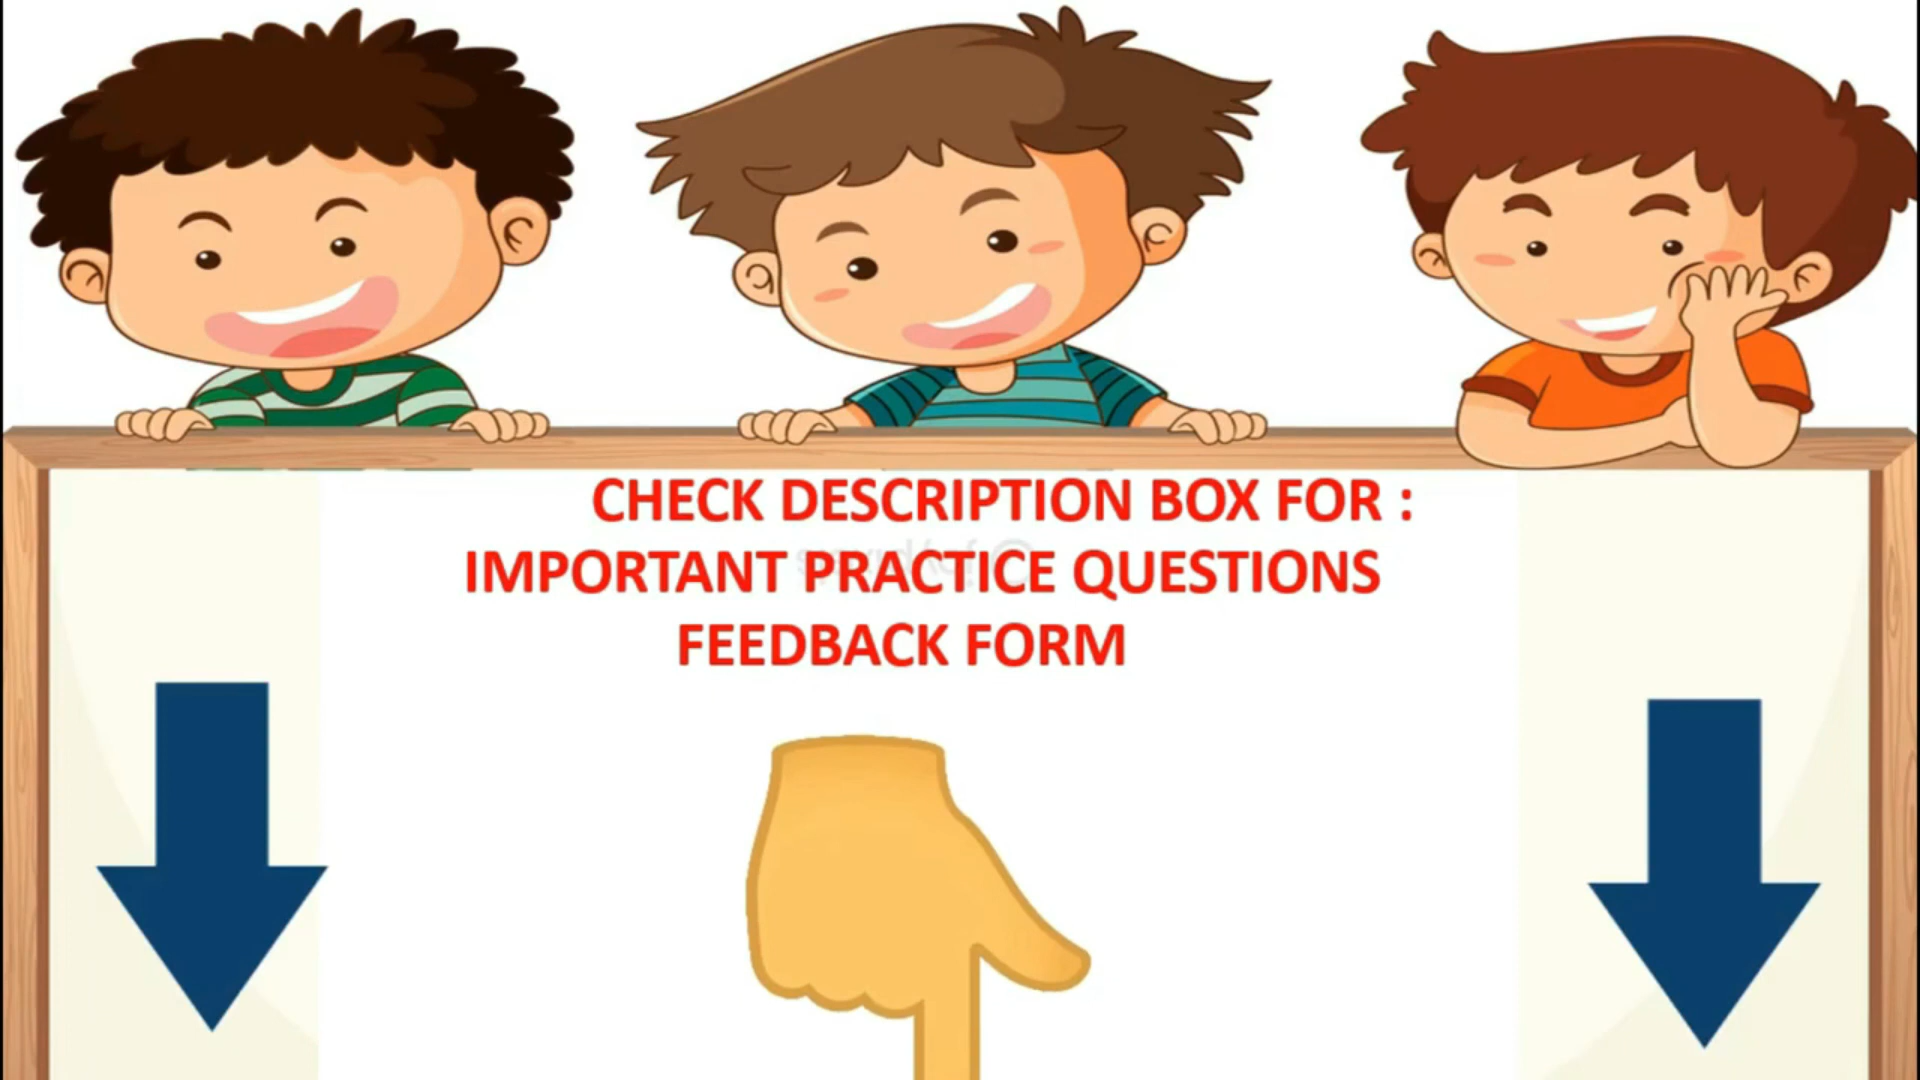 CHECK DESCRIPTION BOX FOR :
IMPORTANT PRACTICE QUESTIONS
FEEDBACK FORM